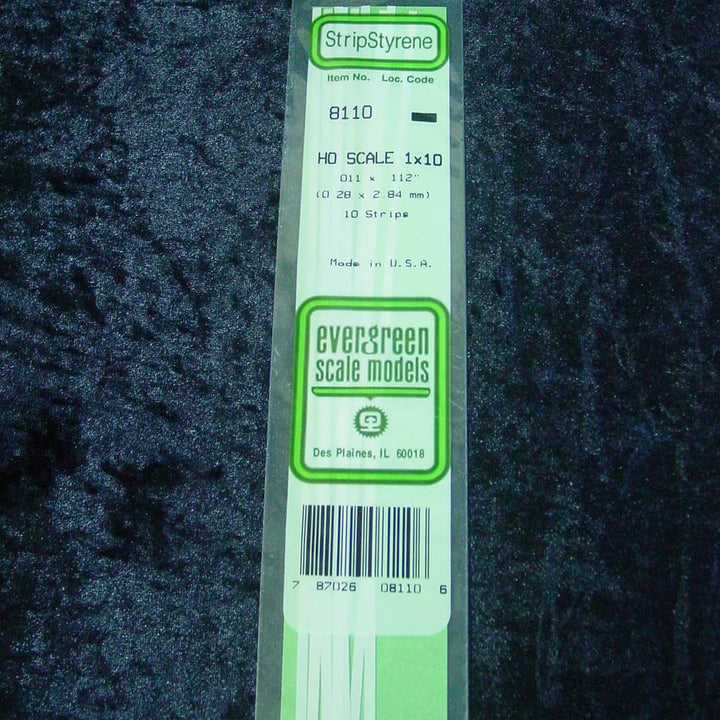 StripStyrene
Item No. Loc. Code
8110
HO SCALE 1x10
.011 x .112"
(0.28 x 2.84 mm)
10 Strips
Made in U.S.A.
evergreen
scale models
Des Plaines, IL 60018
7 87026 08110 6